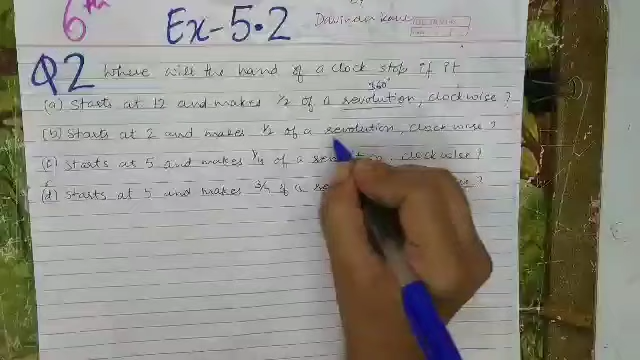 6th
Ex-5.2
By
Davinder Kaur
Q2 Where will the hand of a clock stop if it
360°
(a) Starts at 12 and makes 1/2 of a revolution, clockwise?
(b) Starts at 2 and makes 1/2 of a revolution, clockwise?
(c) Starts at 5 and makes 1/4 of a clockwise?
(d) Starts at 5 and makes 3/4 of a